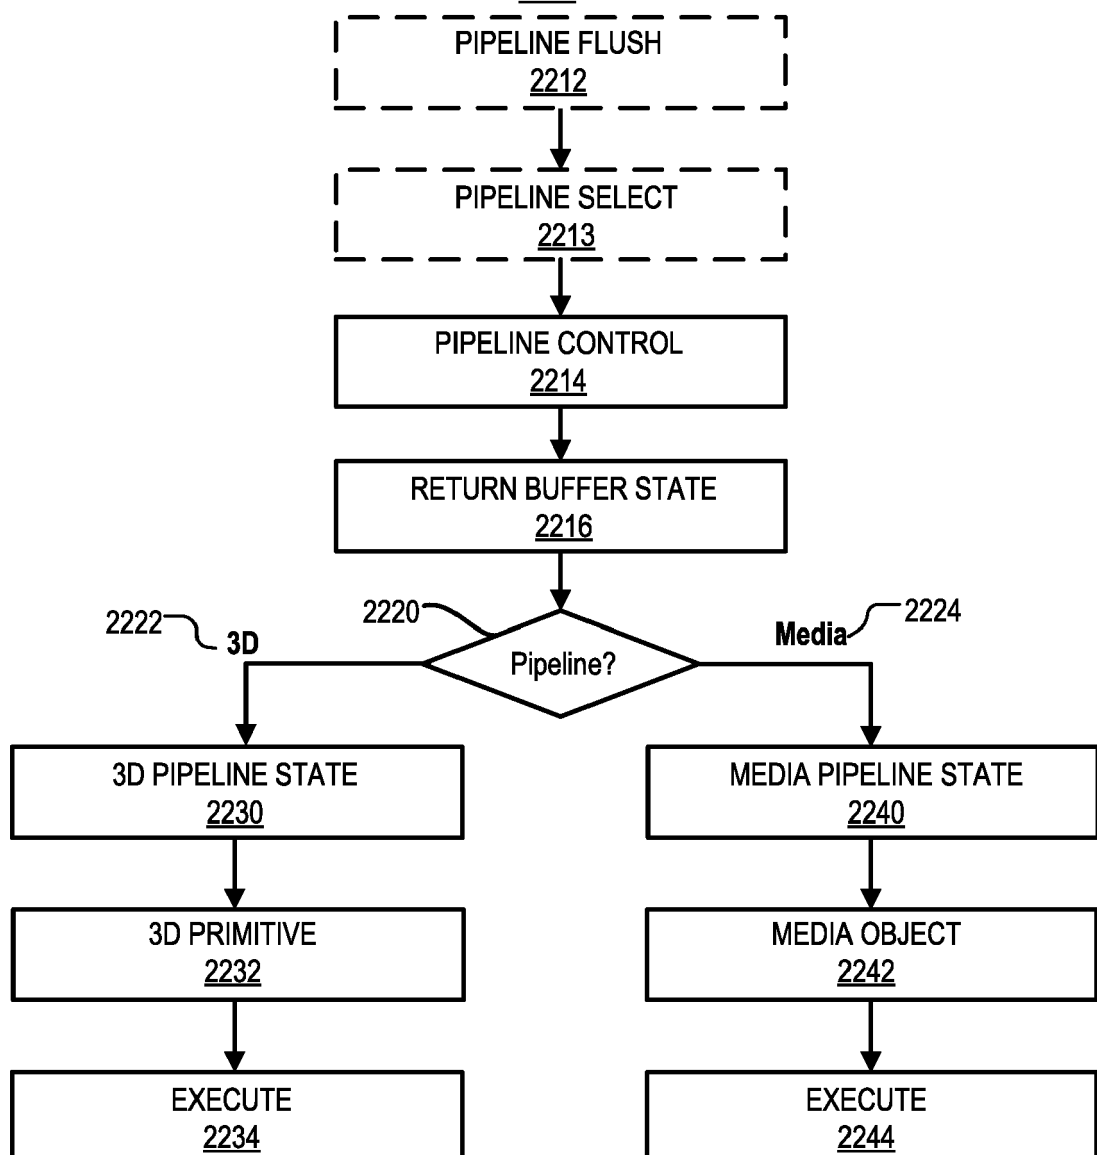 PIPELINE FLUSH
2212
PIPELINE SELECT
2213
PIPELINE CONTROL
2214
RETURN BUFFER STATE
2216
2222
3D
2220
Pipeline?
Media
2224
3D PIPELINE STATE
2230
MEDIA PIPELINE STATE
2240
3D PRIMITIVE
2232
MEDIA OBJECT
2242
EXECUTE
2234
EXECUTE
2244